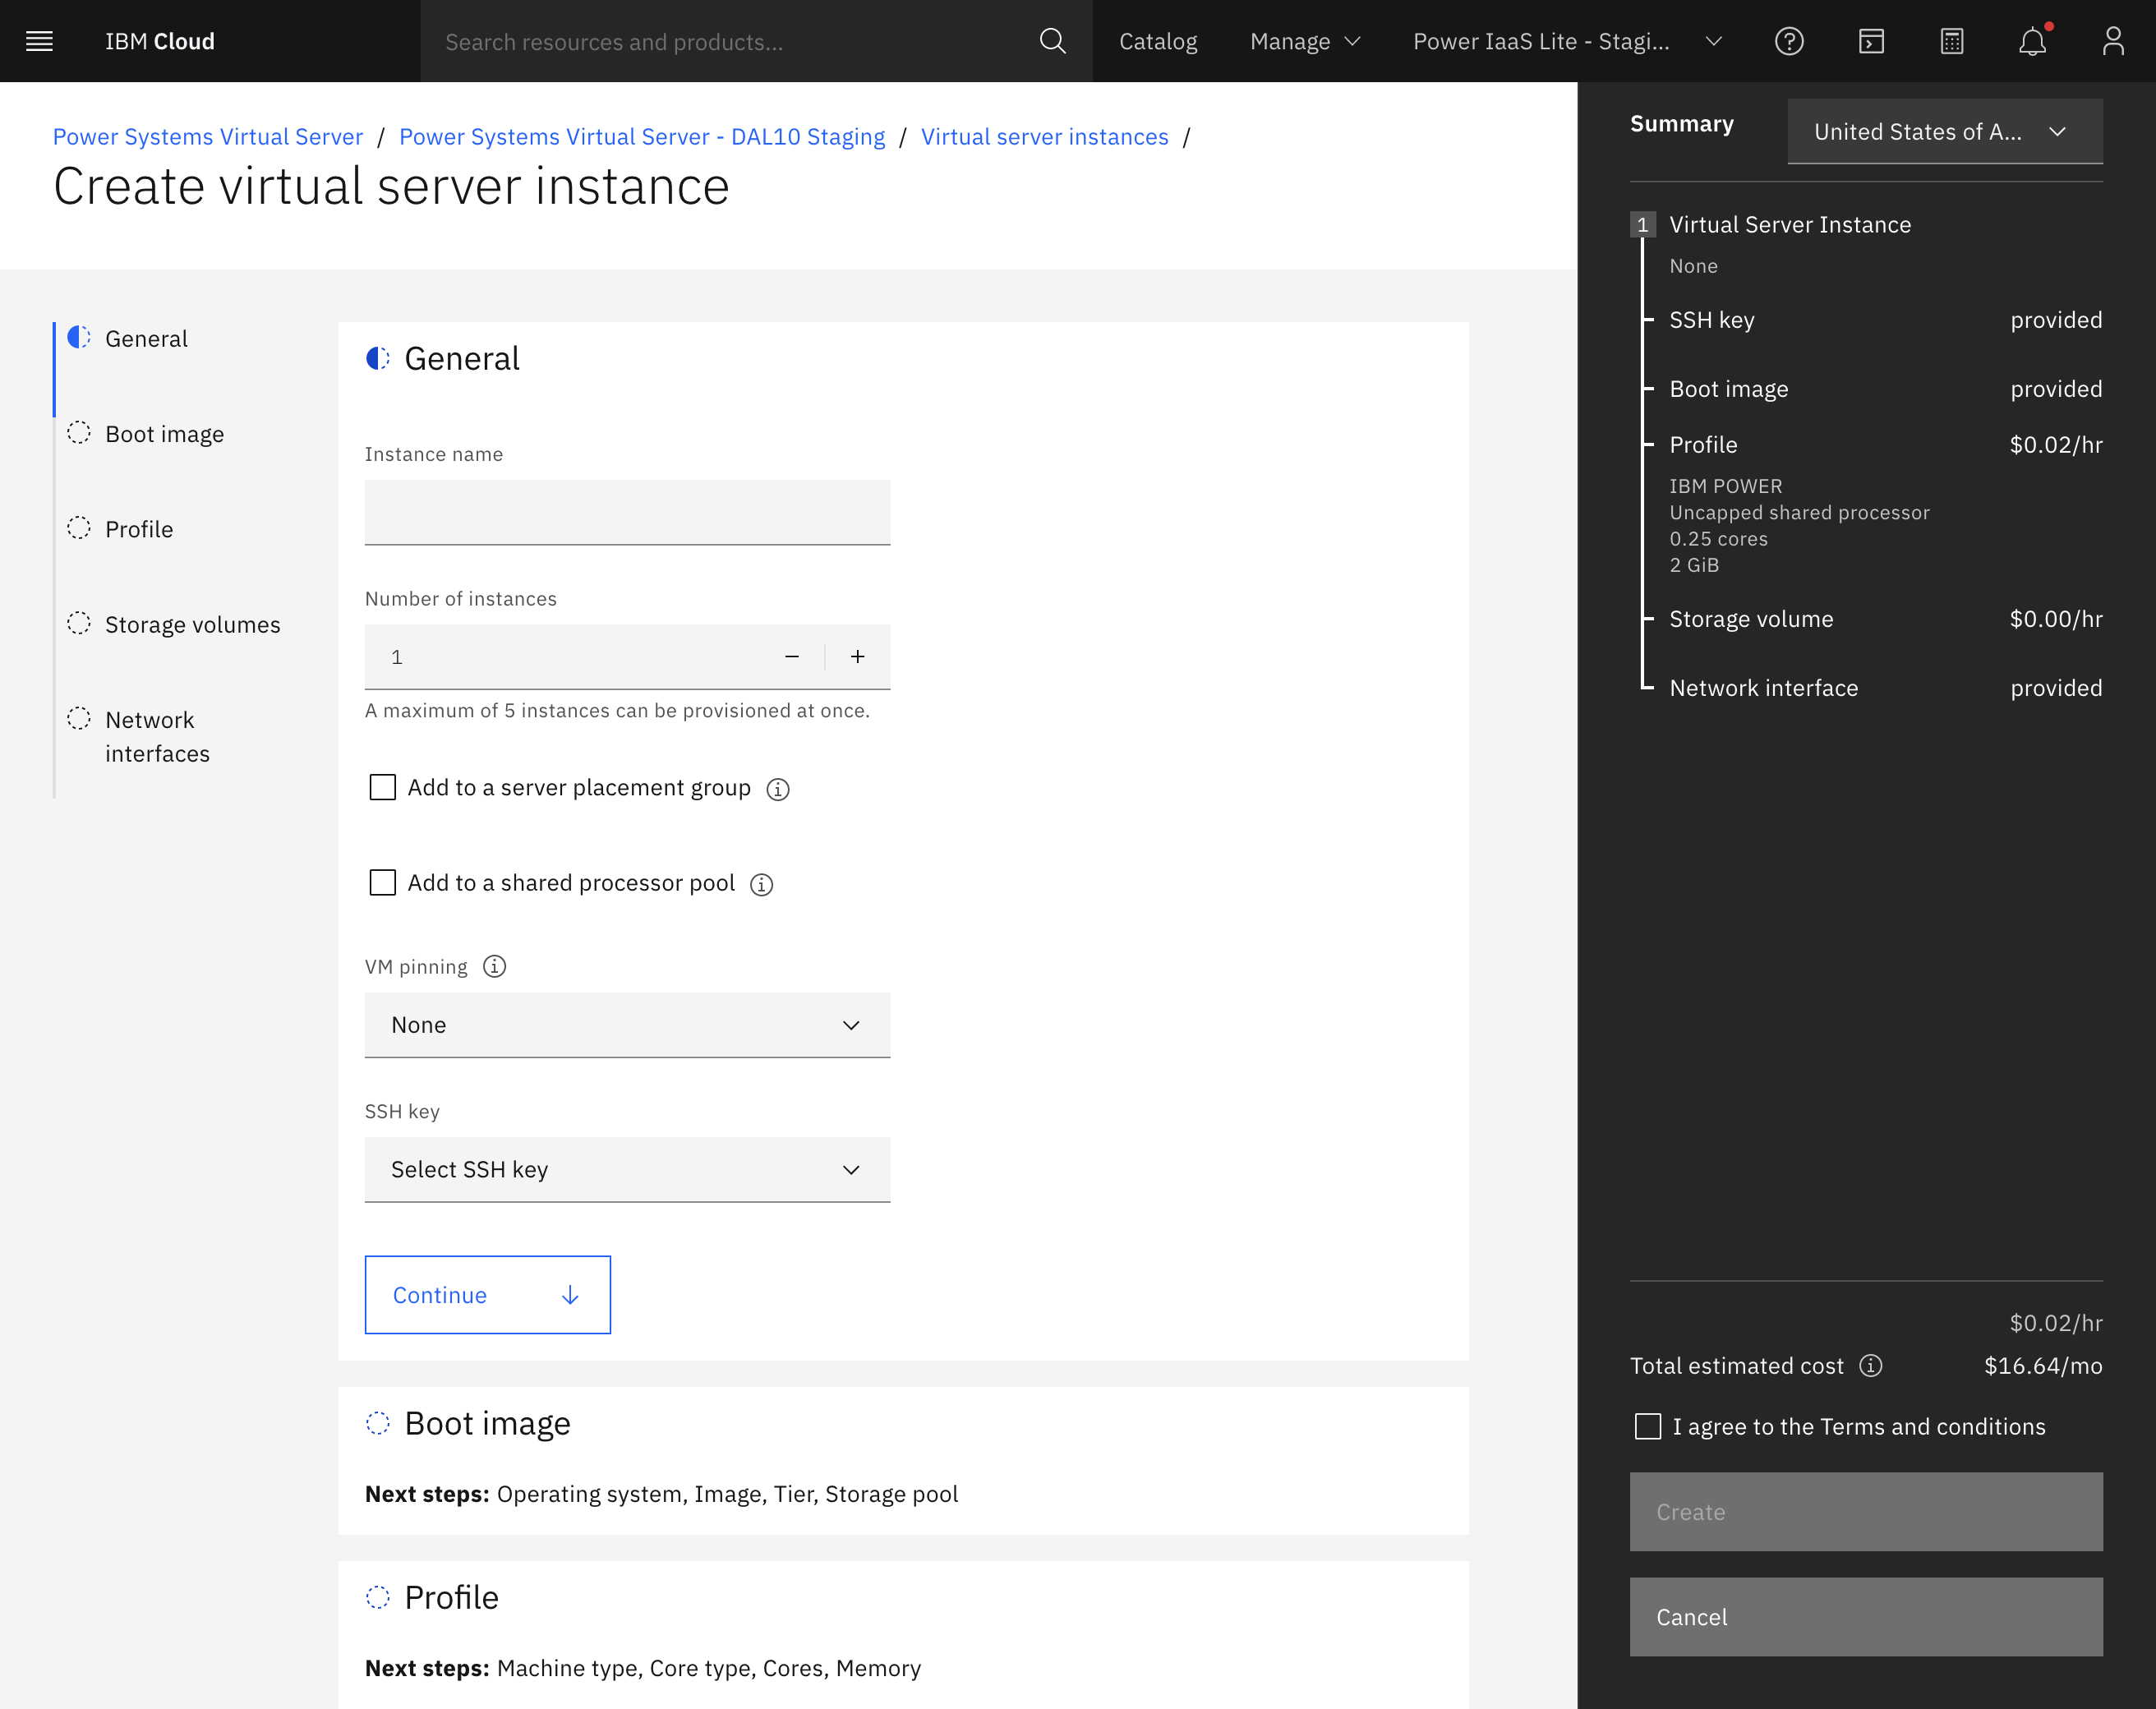 IBM Cloud
Search resources and products...
Catalog
Manage
Power IaaS Lite - Stagi...
Power Systems Virtual Server / Power Systems Virtual Server - DAL10 Staging / Virtual server instances /
Create virtual server instance
General
Boot image
Profile
Storage volumes
Network
interfaces
General
Instance name
Number of instances
1
A maximum of 5 instances can be provisioned at once.
Add to a server placement group
Add to a shared processor pool
VM pinning
None
SSH key
Select SSH key
Continue
Boot image
Next steps: Operating system, Image, Tier, Storage pool
Profile
Next steps: Machine type, Core type, Cores, Memory
Summary
United States of A...
1 Virtual Server Instance
None
SSH key provided
Boot image provided
Profile $0.02/hr
IBM POWER
Uncapped shared processor
0.25 cores
2 GiB
Storage volume $0.00/hr
Network interface provided
$0.02/hr
Total estimated cost $16.64/mo
I agree to the Terms and conditions
Create
Cancel